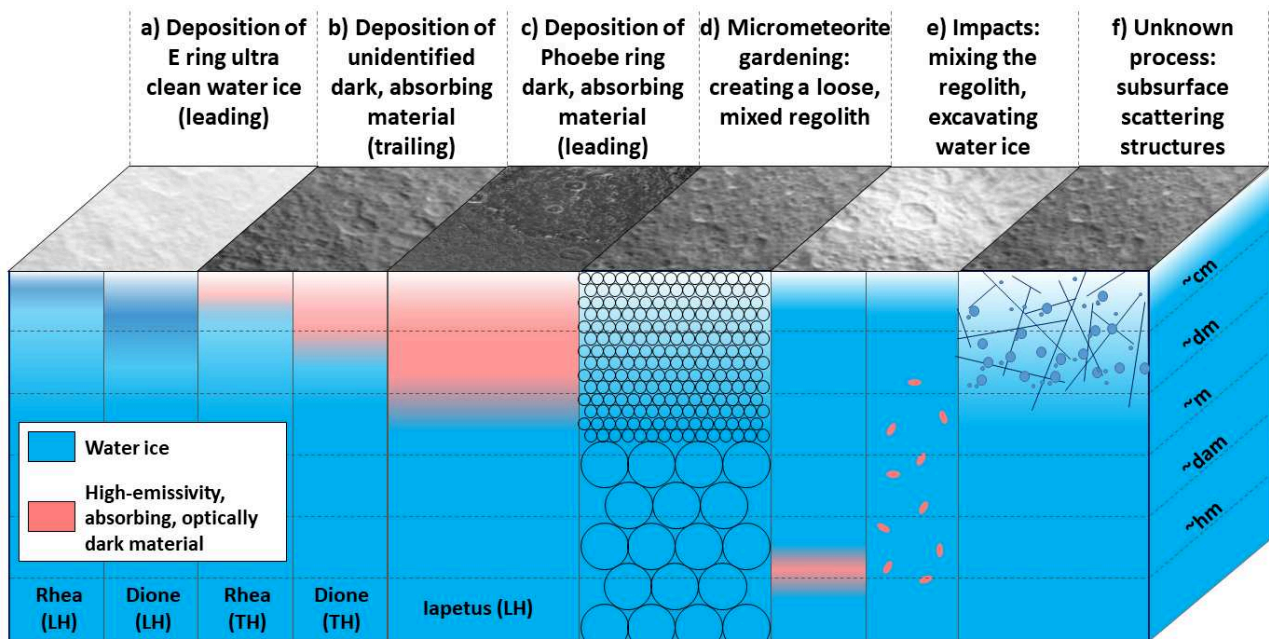 a) Deposition of
E ring ultra
clean water ice
(leading)
b) Deposition of
unidentified
dark, absorbing
material
(trailing)
c) Deposition of
Phoebe ring
dark, absorbing
material
(leading)
d) Micrometeorite
gardening:
creating a loose,
mixed regolith
e) Impacts:
mixing the
regolith,
excavating
water ice
f) Unknown
process:
subsurface
scattering
structures
~cm
~dm
~m
~dam
~hm
Water ice
High-emissivity,
absorbing, optically
dark material
Rhea
(LH)
Dione
(LH)
Rhea
(TH)
Dione
(TH)
Iapetus (LH)